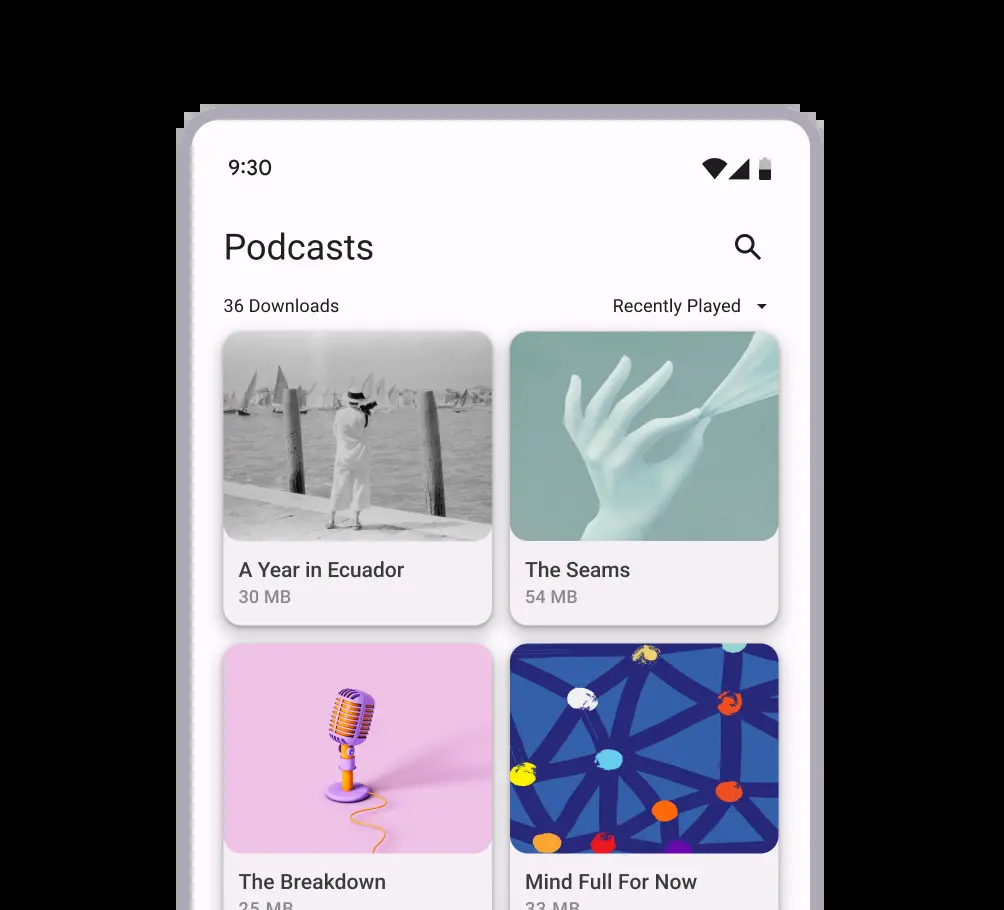 9:30
Podcasts
36 Downloads
Recently Played
A Year in Ecuador
30 MB
The Seams
54 MB
The Breakdown
25 MB
Mind Full For Now
33 MB